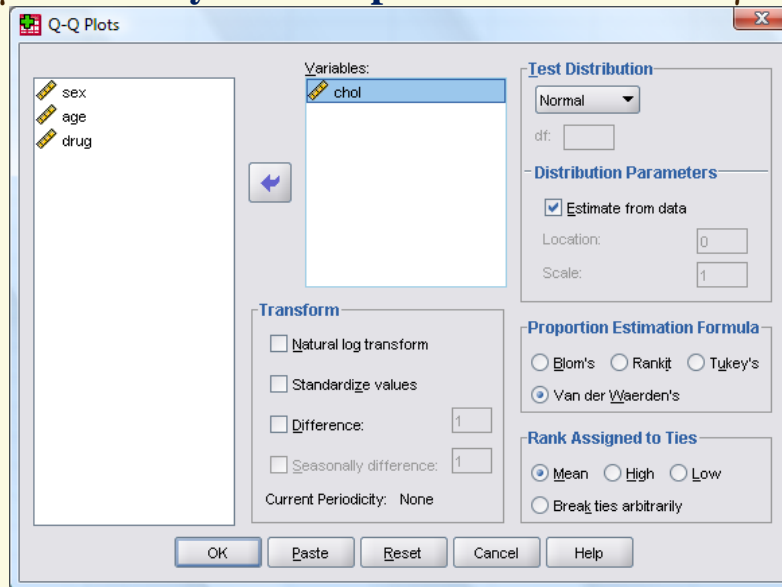 Q-Q Plots
sex
age
drug
Variables:
chol
Test Distribution
Normal
df:
Distribution Parameters
Estimate from data
Location: 0
Scale: 1
Transform
Natural log transform
Standardize values
Difference: 1
Seasonally difference: 1
Current Periodicity: None
Proportion Estimation Formula
Blom's Rankit Tukey's
Van der Waerden's
Rank Assigned to Ties
Mean High Low
Break ties arbitrarily
OK Paste Reset Cancel Help